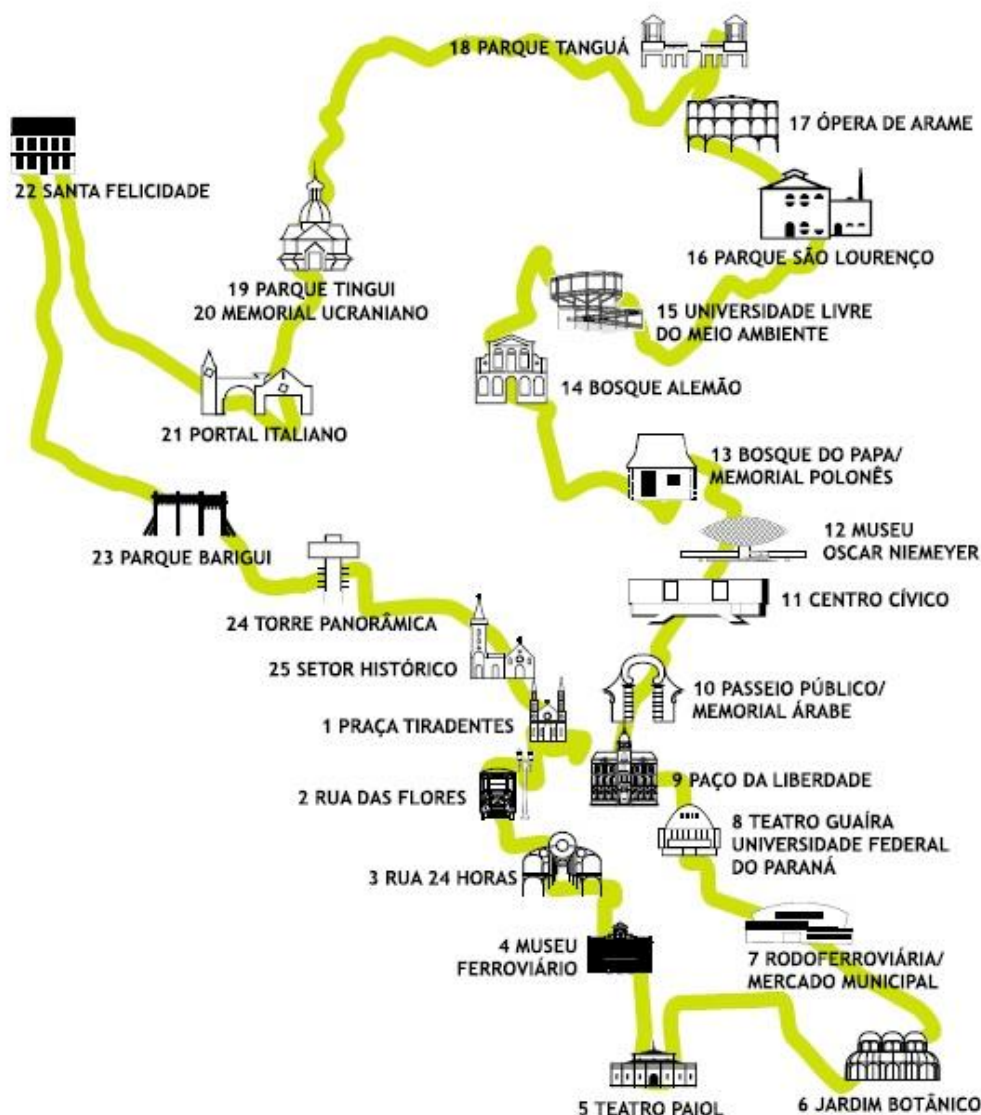 18 PARQUE TANGUÁ
17 ÓPERA DE ARAME
22 SANTA FELICIDADE
16 PARQUE SÃO LOURENÇO
19 PARQUE TINGUI
20 MEMORIAL UCRANIANO
15 UNIVERSIDADE LIVRE
DO MEIO AMBIENTE
14 BOSQUE ALEMÃO
21 PORTAL ITALIANO
13 BOSQUE DO PAPA/
MEMORIAL POLONÊS
12 MUSEU
OSCAR NIEMEYER
23 PARQUE BARIGUI
11 CENTRO CÍVICO
24 TORRE PANORÂMICA
25 SETOR HISTÓRICO
10 PASSEIO PÚBLICO/
MEMORIAL ÁRABE
1 PRAÇA TIRADENTES
9 PAÇO DA LIBERDADE
2 RUA DAS FLORES
8 TEATRO GUAÍRA
UNIVERSIDADE FEDERAL
DO PARANÁ
3 RUA 24 HORAS
4 MUSEU
FERROVIÁRIO
7 RODOFERROVIÁRIA/
MERCADO MUNICIPAL
5 TEATRO PAIOL
6 JARDIM BOTÂNICO